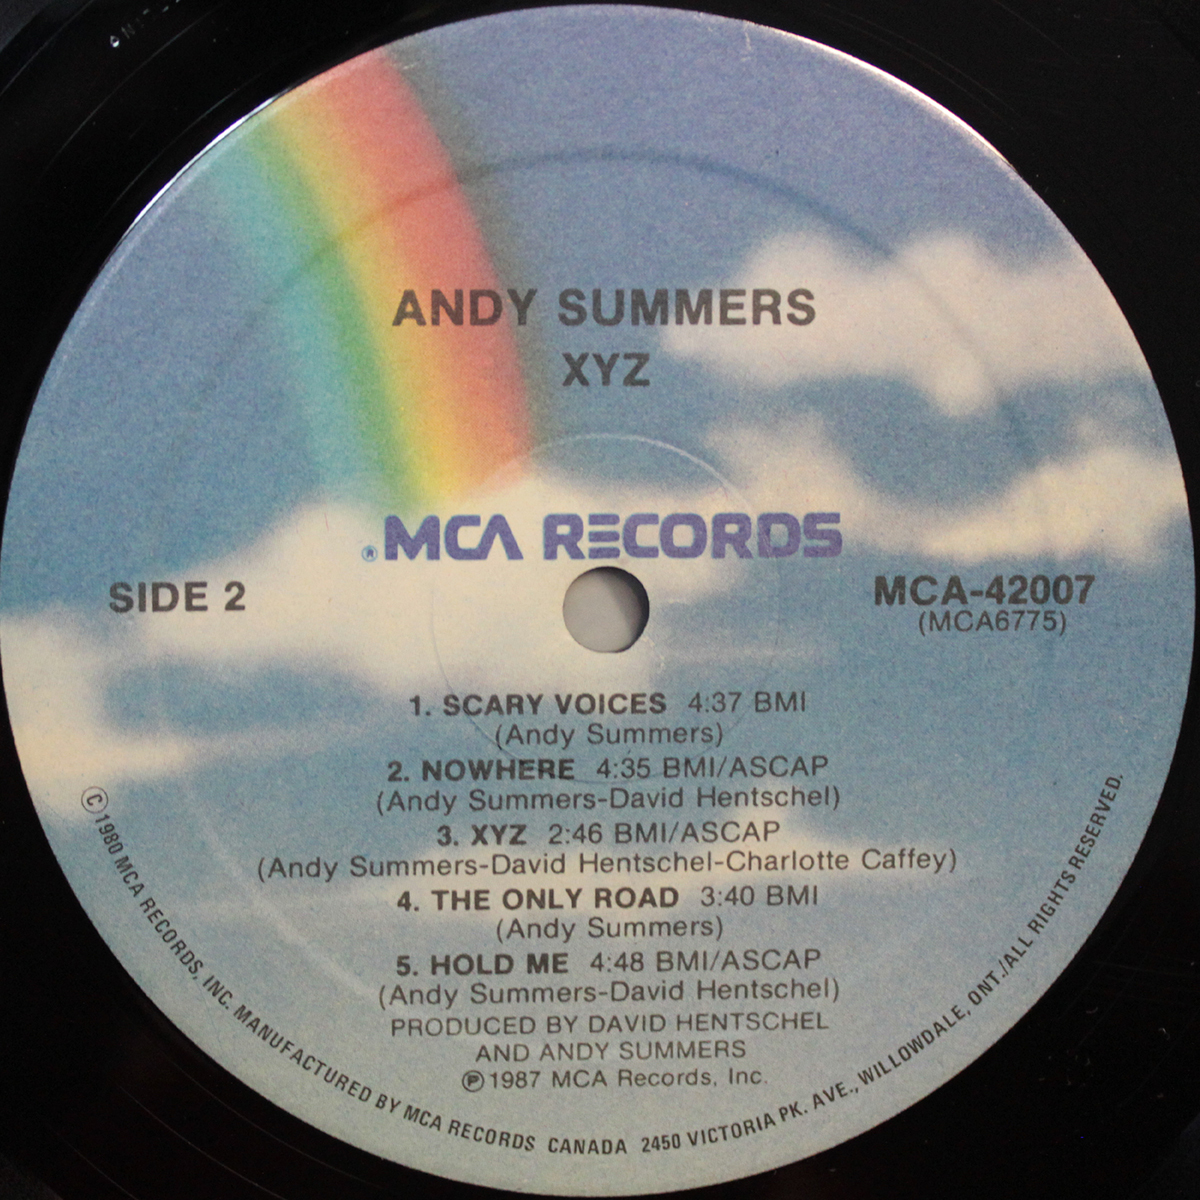 ANDY SUMMERS
XYZ
® MCA RECORDS
SIDE 2
MCA-42007
(MCA6775)
1. SCARY VOICES 4:37 BMI
(Andy Summers)
2. NOWHERE 4:35 BMI/ASCAP
(Andy Summers-David Hentschel)
3. XYZ 2:46 BMI/ASCAP
(Andy Summers-David Hentschel-Charlotte Caffey)
4. THE ONLY ROAD 3:40 BMI
(Andy Summers)
5. HOLD ME 4:48 BMI/ASCAP
(Andy Summers-David Hentschel)
PRODUCED BY DAVID HENTSCHEL
AND ANDY SUMMERS
℗1987 MCA Records, Inc.
©1980 MCA RECORDS, INC. MANUFACTURED BY MCA RECORDS CANADA 2450 VICTORIA PK. AVE., WILLOWDALE, ONT./ALL RIGHTS RESERVED.